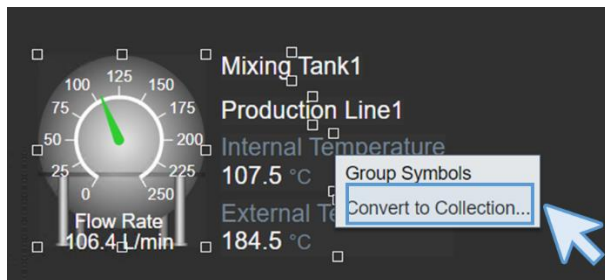 Mixing Tank1
Production Line1
Internal Temperature
107.5 °C
External Te
184.5 °C
100 125 150
75 175
50 200
25 225
0 250
Flow Rate
106.4 L/min
Group Symbols
Convert to Collection...